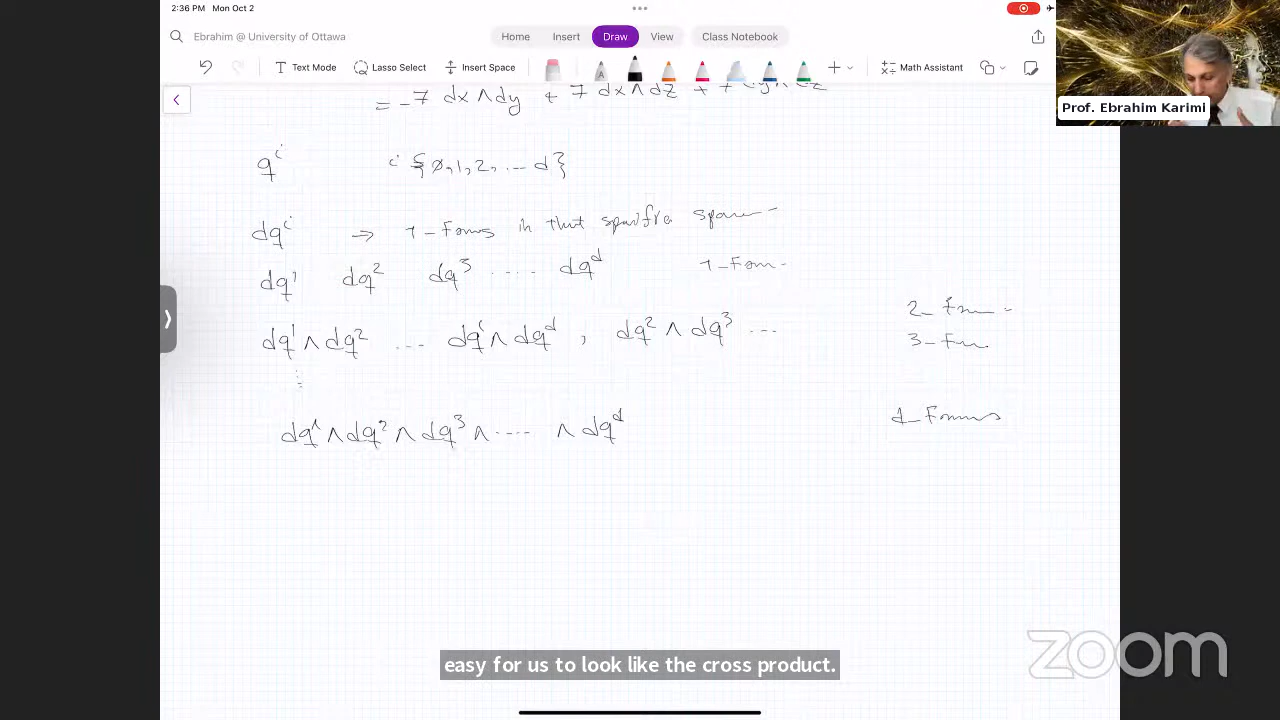 2:36 PM Mon Oct 2
Ebrahim @ University of Ottawa
Home Insert Draw View Class Notebook
Text Mode Lasso Select Insert Space Math Assistant
Prof. Ebrahim Karimi
= -7 dx∧dy + 7 dx∧dz + 7 dy∧dz
q^i i {0, 1, 2, ... d}
dq^i → 1-Forms in that space
dq^1 dq^2 dq^3 .... dq^d 1-Form
dq^1 ∧ dq^2 ... dq^1 ∧ dq^d , dq^2 ∧ dq^3 ... 2-Form
3-Form
dq^1 ∧ dq^2 ∧ dq^3 ∧ .... ∧ dq^d d-Forms
easy for us to look like the cross product.
zoom